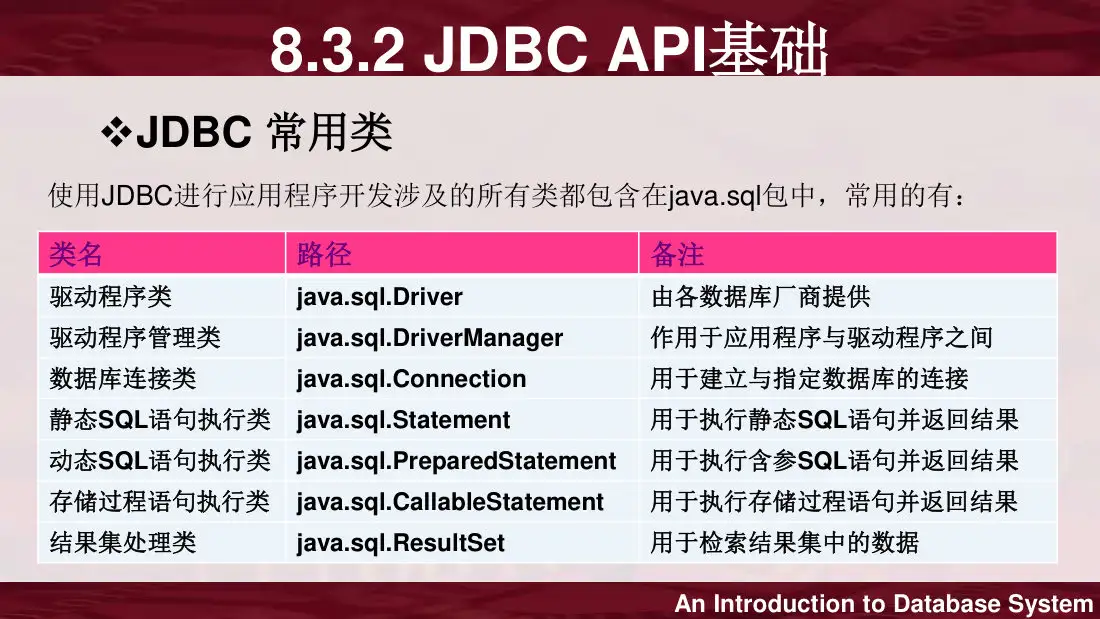 8.3.2 JDBC API基础
❖JDBC 常用类
使用JDBC进行应用程序开发涉及的所有类都包含在java.sql包中，常用的有：
类名 路径 备注
驱动程序类 java.sql.Driver 由各数据库厂商提供
驱动程序管理类 java.sql.DriverManager 作用于应用程序与驱动程序之间
数据库连接类 java.sql.Connection 用于建立与指定数据库的连接
静态SQL语句执行类 java.sql.Statement 用于执行静态SQL语句并返回结果
动态SQL语句执行类 java.sql.PreparedStatement 用于执行含参SQL语句并返回结果
存储过程语句执行类 java.sql.CallableStatement 用于执行存储过程语句并返回结果
结果集处理类 java.sql.ResultSet 用于检索结果集中的数据
An Introduction to Database System